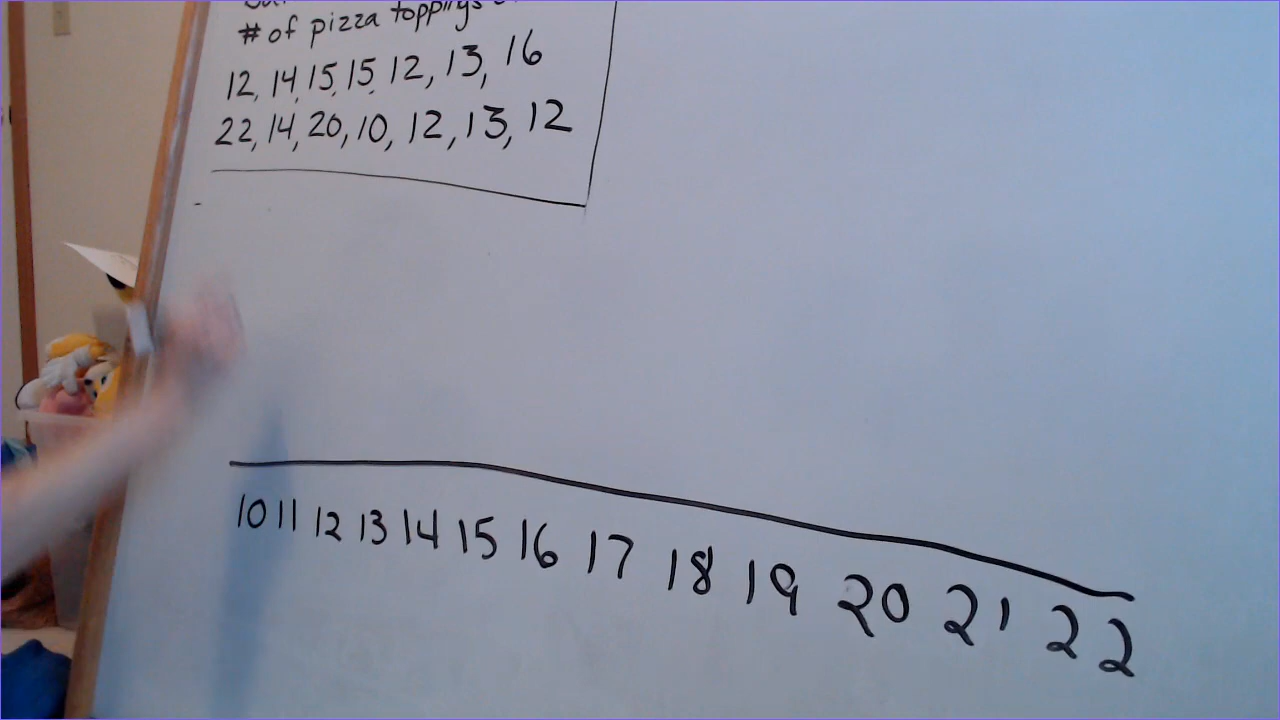 # of pizza toppings
12, 14, 15, 15, 12, 13, 16
22, 14, 20, 10, 12, 13, 12
10 11 12 13 14 15 16 17 18 19 20 21 22